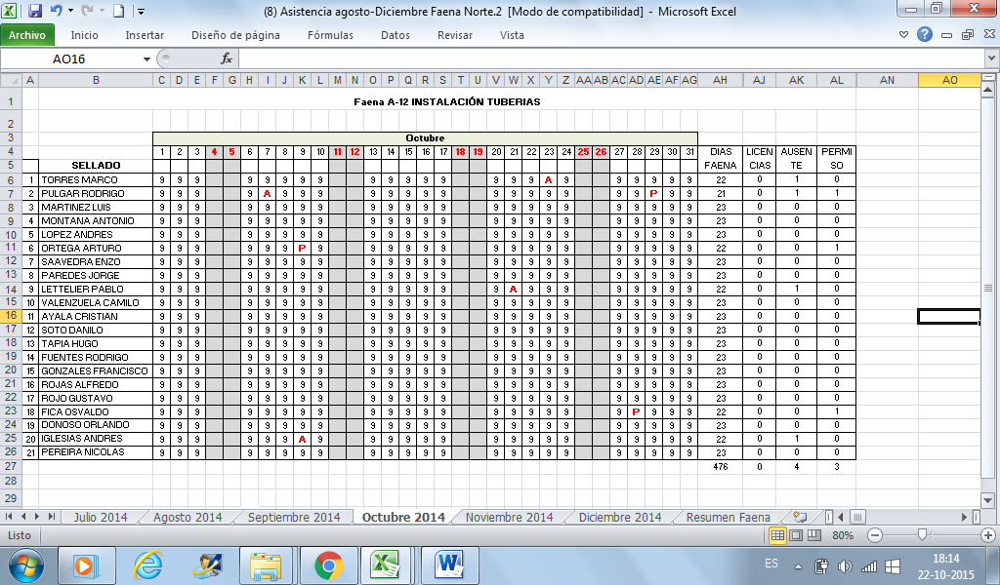 (8) Asistencia agosto-Diciembre Faena Norte.2 [Modo de compatibilidad] - Microsoft Excel
Archivo Inicio Insertar Diseño de página Fórmulas Datos Revisar Vista
AO16 fx
A B C D E F G H I J K L M N O P Q R S T U V W X Y Z AA AB AC AD AE AF AG AH AJ AK AL AN AO
1 Faena A-12 INSTALACIÓN TUBERIAS
2
3 Octubre
4 1 2 3 4 5 6 7 8 9 10 11 12 13 14 15 16 17 18 19 20 21 22 23 24 25 26 27 28 29 30 31 DIAS LICEN AUSEN PERMI
5 SELLADO FAENA CIAS TE SO
6 1 TORRES MARCO 9 9 9 9 9 9 9 9 9 9 9 9 9 9 9 9 A 9 9 9 9 9 9 22 0 1 0
7 2 PULGAR RODRIGO 9 9 9 9 A 9 9 9 9 9 9 9 9 9 9 9 9 9 9 9 P 9 9 21 0 1 1
8 3 MARTINEZ LUIS 9 9 9 9 9 9 9 9 9 9 9 9 9 9 9 9 9 9 9 9 9 9 9 23 0 0 0
9 4 MONTANA ANTONIO 9 9 9 9 9 9 9 9 9 9 9 9 9 9 9 9 9 9 9 9 9 9 9 23 0 0 0
10 5 LOPEZ ANDRES 9 9 9 9 9 9 9 9 9 9 9 9 9 9 9 9 9 9 9 9 9 9 9 23 0 0 0
11 6 ORTEGA ARTURO 9 9 9 9 9 9 P 9 9 9 9 9 9 9 9 9 9 9 9 9 9 9 9 22 0 0 1
12 7 SAAVEDRA ENZO 9 9 9 9 9 9 9 9 9 9 9 9 9 9 9 9 9 9 9 9 9 9 9 23 0 0 0
13 8 PAREDES JORGE 9 9 9 9 9 9 9 9 9 9 9 9 9 9 9 9 9 9 9 9 9 9 9 23 0 0 0
14 9 LETTELIER PABLO 9 9 9 9 9 9 9 9 9 9 9 9 9 9 A 9 9 9 9 9 9 9 9 22 0 1 0
15 10 VALENZUELA CAMILO 9 9 9 9 9 9 9 9 9 9 9 9 9 9 9 9 9 9 9 9 9 9 9 23 0 0 0
16 11 AYALA CRISTIAN 9 9 9 9 9 9 9 9 9 9 9 9 9 9 9 9 9 9 9 9 9 9 9 23 0 0 0
17 12 SOTO DANILO 9 9 9 9 9 9 9 9 9 9 9 9 9 9 9 9 9 9 9 9 9 9 9 23 0 0 0
18 13 TAPIA HUGO 9 9 9 9 9 9 9 9 9 9 9 9 9 9 9 9 9 9 9 9 9 9 9 23 0 0 0
19 14 FUENTES RODRIGO 9 9 9 9 9 9 9 9 9 9 9 9 9 9 9 9 9 9 9 9 9 9 9 23 0 0 0
20 15 GONZALES FRANCISCO 9 9 9 9 9 9 9 9 9 9 9 9 9 9 9 9 9 9 9 9 9 9 9 23 0 0 0
21 16 ROJAS ALFREDO 9 9 9 9 9 9 9 9 9 9 9 9 9 9 9 9 9 9 9 9 9 9 9 23 0 0 0
22 17 ROJO GUSTAVO 9 9 9 9 9 9 9 9 9 9 9 9 9 9 9 9 9 9 9 9 9 9 9 23 0 0 0
23 18 FICA OSVALDO 9 9 9 9 9 9 9 9 9 9 9 9 9 9 9 9 9 9 9 P 9 9 9 22 0 0 1
24 19 DONOSO ORLANDO 9 9 9 9 9 9 9 9 9 9 9 9 9 9 9 9 9 9 9 9 9 9 9 23 0 0 0
25 20 IGLESIAS ANDRES 9 9 9 9 9 9 A 9 9 9 9 9 9 9 9 9 9 9 9 9 9 9 9 22 0 1 0
26 21 PEREIRA NICOLAS 9 9 9 9 9 9 9 9 9 9 9 9 9 9 9 9 9 9 9 9 9 9 9 23 0 0 0
27 476 0 4 3
28
29
Julio 2014 Agosto 2014 Septiembre 2014 Octubre 2014 Noviembre 2014 Diciembre 2014 Resumen Faena
Listo 80%
ES 18:14
22-10-2015